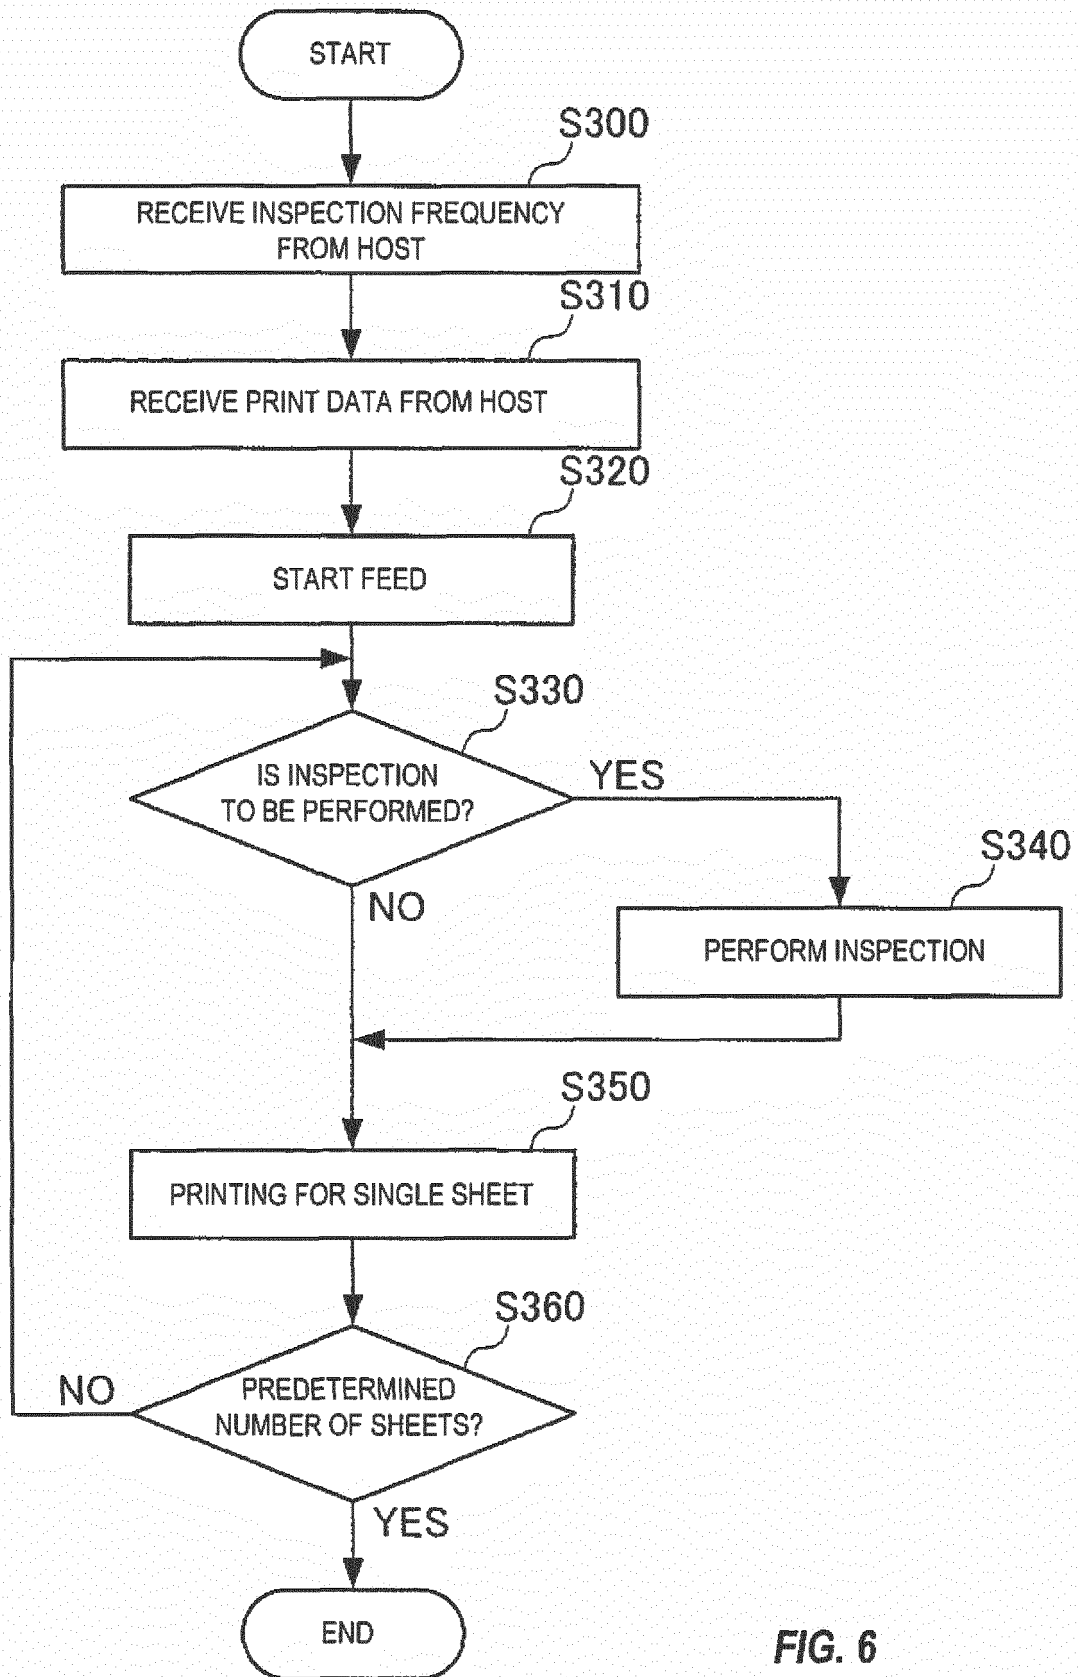 START
S300
RECEIVE INSPECTION FREQUENCY
FROM HOST
S310
RECEIVE PRINT DATA FROM HOST
S320
START FEED
S330
IS INSPECTION
TO BE PERFORMED?
YES
S340
NO
PERFORM INSPECTION
S350
PRINTING FOR SINGLE SHEET
S360
NO
PREDETERMINED
NUMBER OF SHEETS?
YES
END
FIG. 6